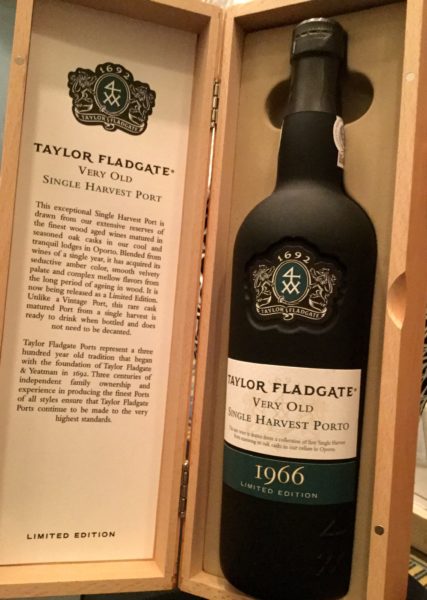 1692
TAYLOR FLADGATE
TAYLOR FLADGATE®
VERY OLD
SINGLE HARVEST PORT
This exceptional Single Harvest Port is
drawn from our extensive reserves of
the finest wood aged wines matured in
seasoned oak casks in our cool and
tranquil lodges in Oporto. Blended from
wines of a single year, it has acquired its
seductive amber color, smooth velvety
palate and complex mellow flavors from
the long period of ageing in wood. It is
now being released as a Limited Edition.
Unlike a Vintage Port, this rare cask
matured Port from a single harvest is
ready to drink when bottled and does
not need to be decanted.
Taylor Fladgate Ports represent a three
hundred year old tradition that began
with the foundation of Taylor Fladgate
& Yeatman in 1692. Three centuries of
independent family ownership and
experience in producing the finest Ports
of all styles ensure that Taylor Fladgate
Ports continue to be made to the very
highest standards.
LIMITED EDITION
1692
TAYLOR FLADGATE
TAYLOR FLADGATE®
VERY OLD
SINGLE HARVEST PORTO
in oak casks in our cellars in Oporto.
1966
LIMITED EDITION